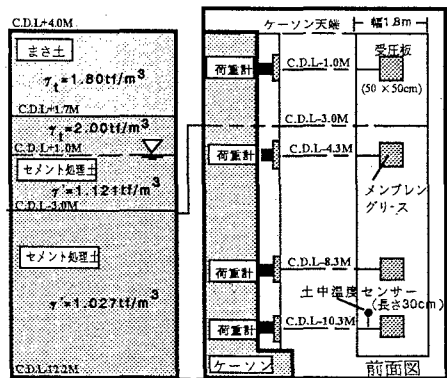 C.D.L+4.0M
まさ土
γt=1.80tf/m³
C.D.L+1.7M
γt=2.00tf/m³
C.D.L+1.0M
セメント処理土
γ'=1.121tf/m³
C.D.L-3.0M
セメント処理土
γ'=1.027tf/m³
C.D.L-12.2M
ケーソン天端
幅1.8m
荷重計
C.D.L-1.0M
受圧板
(50×50cm)
C.D.L-3.0M
荷重計
C.D.L-4.3M
メンブレン
グリース
荷重計
C.D.L-8.3M
土中温度センサー
(長さ30cm)
荷重計
C.D.L-10.3M
ケーソン
前面図